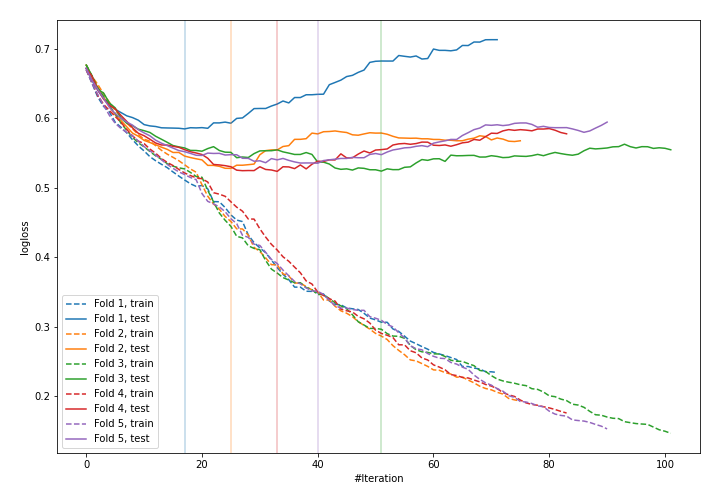 0.7
0.6
0.5
0.4
0.3
0.2
logloss
Fold 1, train
Fold 1, test
Fold 2, train
Fold 2, test
Fold 3, train
Fold 3, test
Fold 4, train
Fold 4, test
Fold 5, train
Fold 5, test
0 20 40 60 80 100
#Iteration